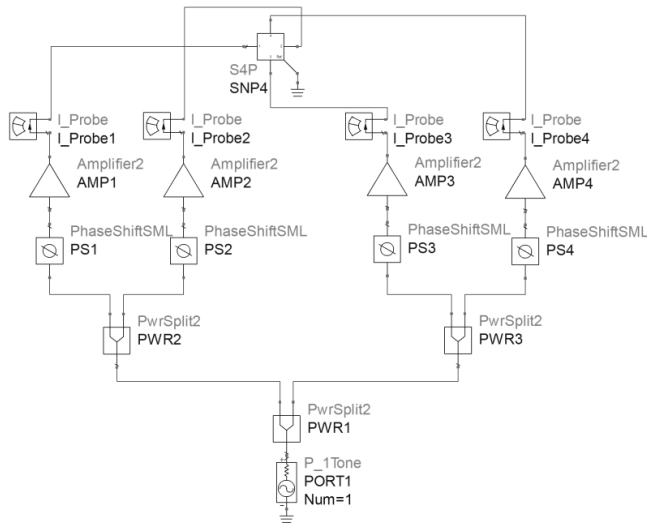 S4P
SNP4
I_Probe
I_Probe1
I_Probe
I_Probe2
I_Probe
I_Probe3
I_Probe
I_Probe4
Amplifier2
AMP1
Amplifier2
AMP2
Amplifier2
AMP3
Amplifier2
AMP4
PhaseShiftSML
PS1
PhaseShiftSML
PS2
PhaseShiftSML
PS3
PhaseShiftSML
PS4
PwrSplit2
PWR2
PwrSplit2
PWR3
PwrSplit2
PWR1
P_1Tone
PORT1
Num=1